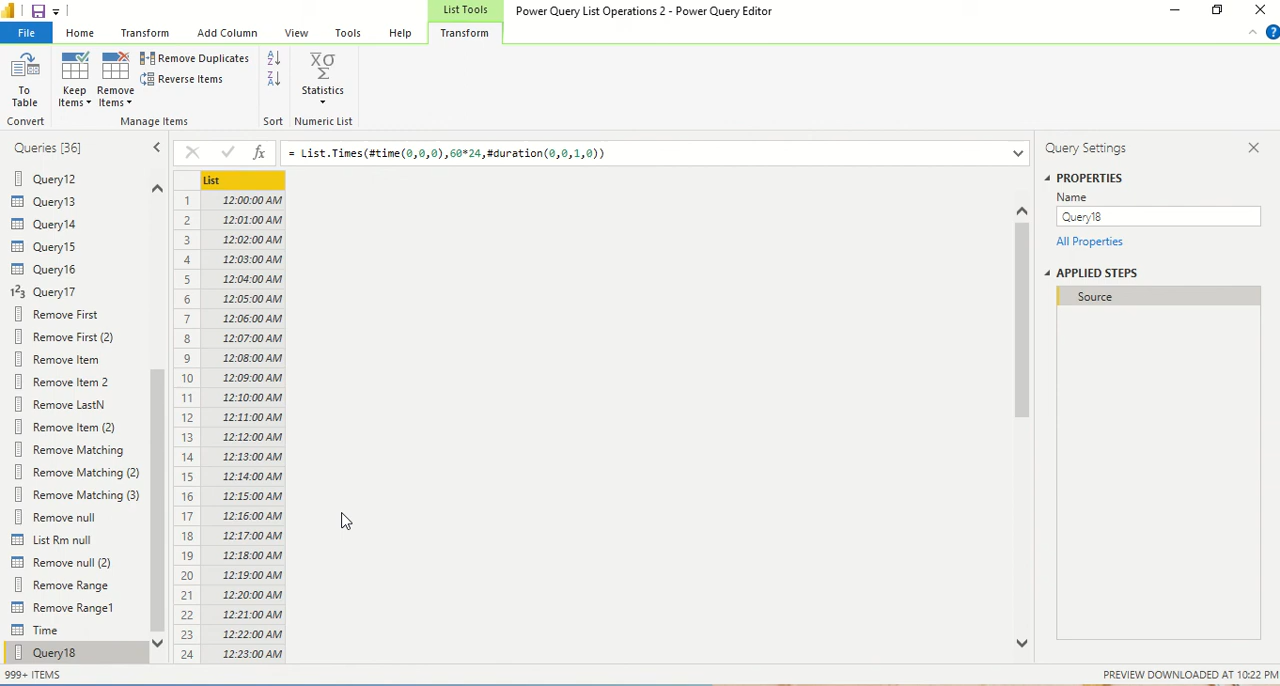 List Tools
Power Query List Operations 2 - Power Query Editor
File Home Transform Add Column View Tools Help Transform
To Table
Keep Items
Remove Items
Remove Duplicates
Reverse Items
Statistics
Convert Manage Items Sort Numeric List
Queries [36]
Query12
Query13
Query14
Query15
Query16
1²3 Query17
Remove First
Remove First (2)
Remove Item
Remove Item 2
Remove LastN
Remove Item (2)
Remove Matching
Remove Matching (2)
Remove Matching (3)
Remove null
List Rm null
Remove null (2)
Remove Range
Remove Range1
Time
Query18
fx = List.Times(#time(0,0,0),60*24,#duration(0,0,1,0))
List
1 12:00:00 AM
2 12:01:00 AM
3 12:02:00 AM
4 12:03:00 AM
5 12:04:00 AM
6 12:05:00 AM
7 12:06:00 AM
8 12:07:00 AM
9 12:08:00 AM
10 12:09:00 AM
11 12:10:00 AM
12 12:11:00 AM
13 12:12:00 AM
14 12:13:00 AM
15 12:14:00 AM
16 12:15:00 AM
17 12:16:00 AM
18 12:17:00 AM
19 12:18:00 AM
20 12:19:00 AM
21 12:20:00 AM
22 12:21:00 AM
23 12:22:00 AM
24 12:23:00 AM
Query Settings
PROPERTIES
Name
Query18
All Properties
APPLIED STEPS
Source
999+ ITEMS
PREVIEW DOWNLOADED AT 10:22 PM